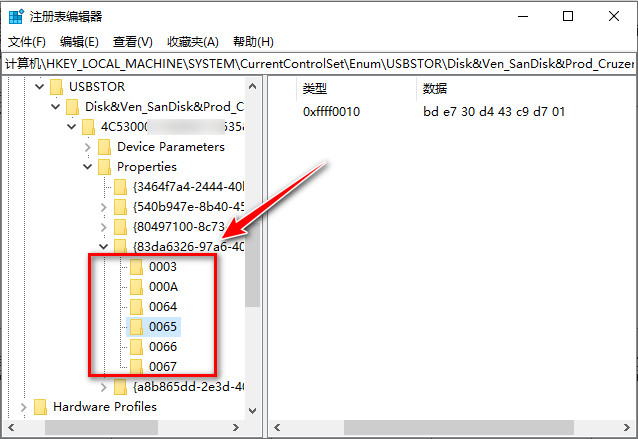 注册表编辑器
文件(F) 编辑(E) 查看(V) 收藏夹(A) 帮助(H)
计算机\HKEY_LOCAL_MACHINE\SYSTEM\CurrentControlSet\Enum\USBSTOR\Disk&Ven_SanDisk&Prod_Cruzer
类型 数据
USBSTOR
Disk&Ven_SanDisk&Prod_C
0xffff0010 bd e7 30 d4 43 c9 d7 01
4C5300
Device Parameters
Properties
{3464f7a4-2444-40
{540b947e-8b40-45
{80497100-8c73-
{83da6326-97a6-40
0003
000A
0064
0065
0066
0067
{a8b865dd-2e3d-40
Hardware Profiles